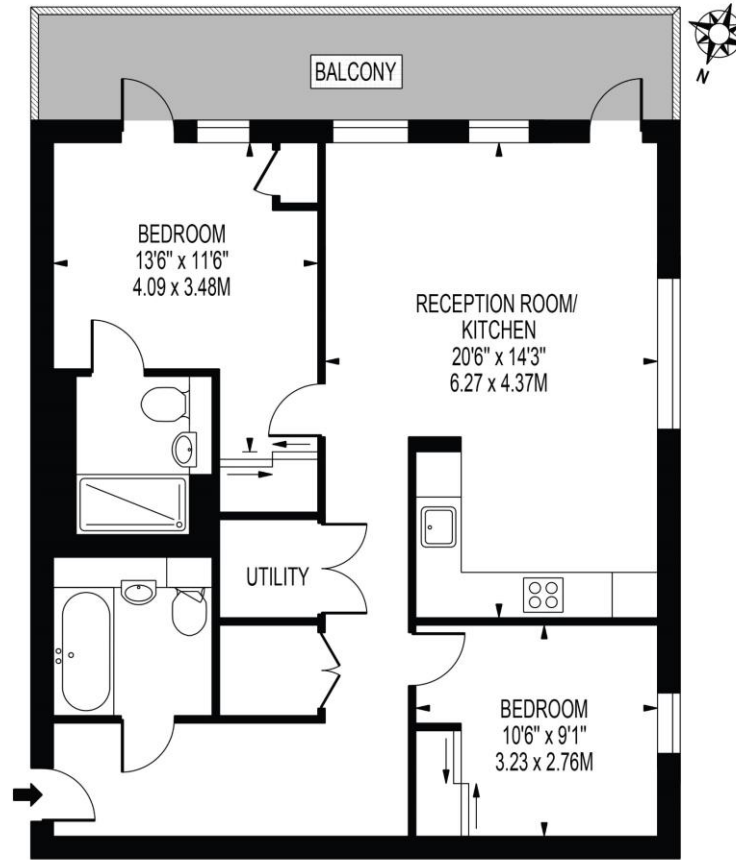 N
BALCONY
BEDROOM
13'6" x 11'6"
4.09 x 3.48M
RECEPTION ROOM/
KITCHEN
20'6" x 14'3"
6.27 x 4.37M
UTILITY
BEDROOM
10'6" x 9'1"
3.23 x 2.76M